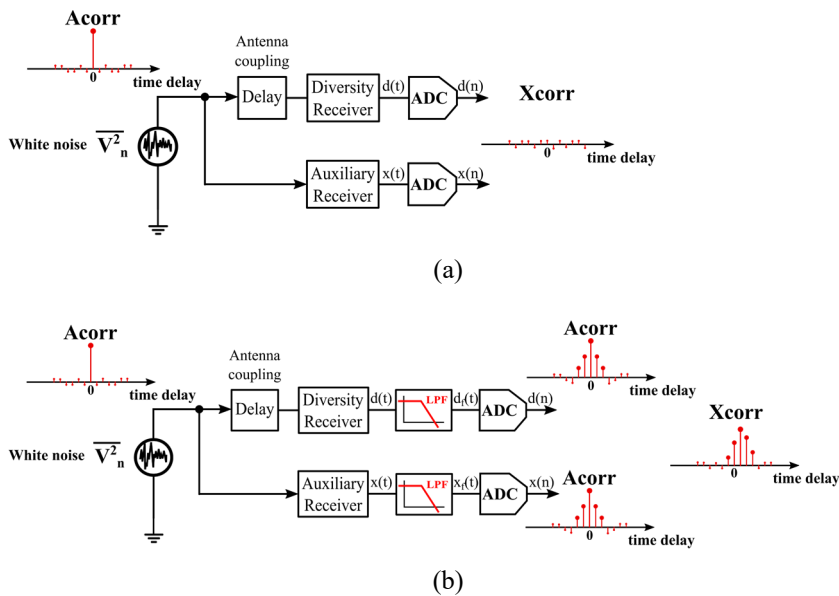 Acorr
0
time delay
Antenna
coupling
Delay
Diversity
Receiver
d(t)
ADC
d(n)
Xcorr
0
time delay
White noise
V²n
Auxiliary
Receiver
x(t)
ADC
x(n)
(a)
Acorr
0
time delay
Antenna
coupling
Delay
Diversity
Receiver
d(t)
LPF
df(t)
ADC
d(n)
Acorr
0
time delay
Xcorr
0
time delay
White noise
V²n
Auxiliary
Receiver
x(t)
LPF
xf(t)
ADC
x(n)
Acorr
0
time delay
(b)